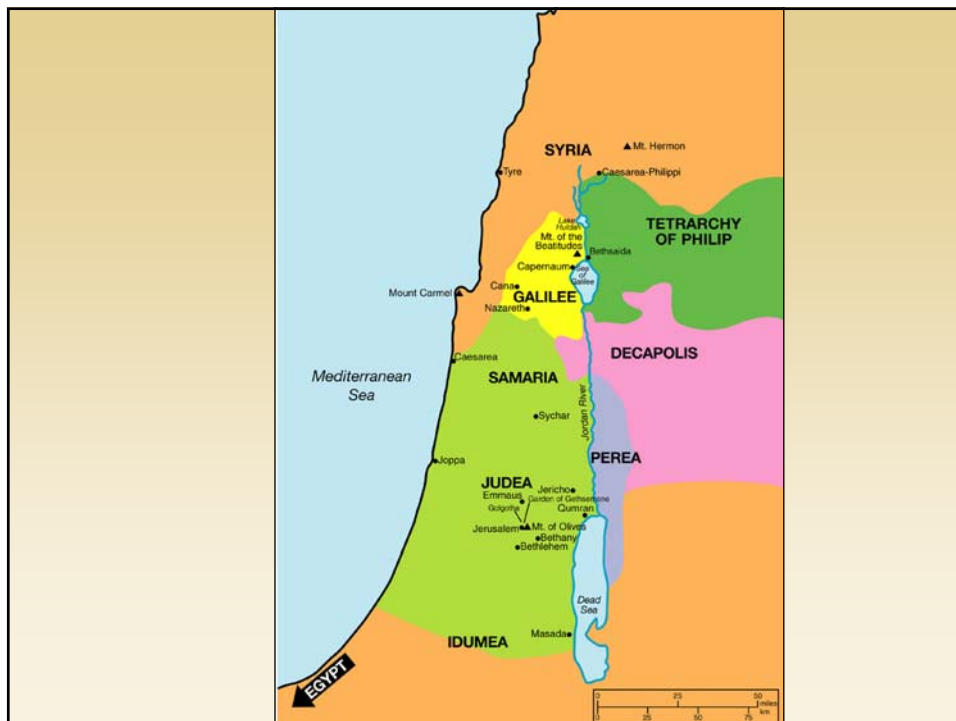 Mt. Hermon
SYRIA
Tyre
Caesarea-Philippi
TETRARCHY
OF PHILIP
Lake
Huldah
Mt. of the
Beatitudes
Bethsaida
Capernaum
Sea
of
Galilee
Cana
Mount Carmel
GALILEE
Nazareth
DECAPOLIS
Caesarea
SAMARIA
Mediterranean
Sea
Jordan River
Sychar
PEREA
Joppa
JUDEA
Jericho
Emmaus
Garden of Gethsemane
Golgotha
Qumran
Jerusalem
Mt. of Olives
Bethany
Bethlehem
Dead
Sea
Masada
IDUMEA
EGYPT
0 25 50
miles
km
0 25 50 75